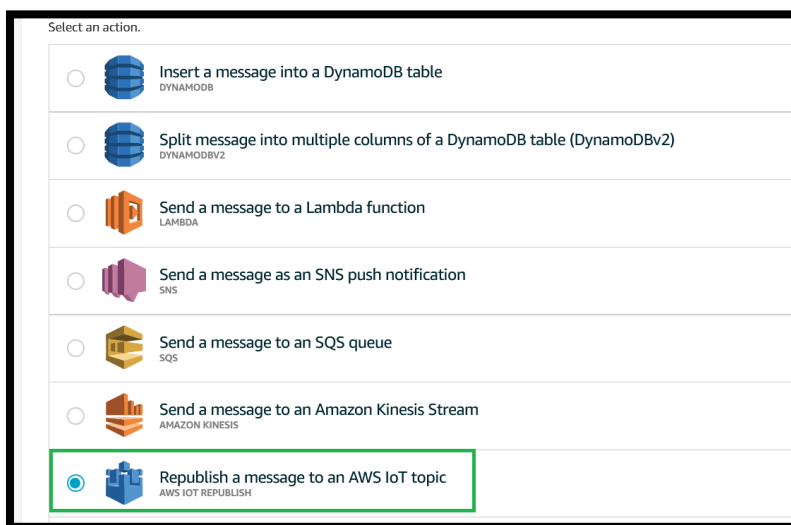 Select an action.
Insert a message into a DynamoDB table
DYNAMODB
Split message into multiple columns of a DynamoDB table (DynamoDBv2)
DYNAMODBV2
Send a message to a Lambda function
LAMBDA
Send a message as an SNS push notification
SNS
Send a message to an SQS queue
SQS
Send a message to an Amazon Kinesis Stream
AMAZON KINESIS
Republish a message to an AWS IoT topic
AWS IOT REPUBLISH